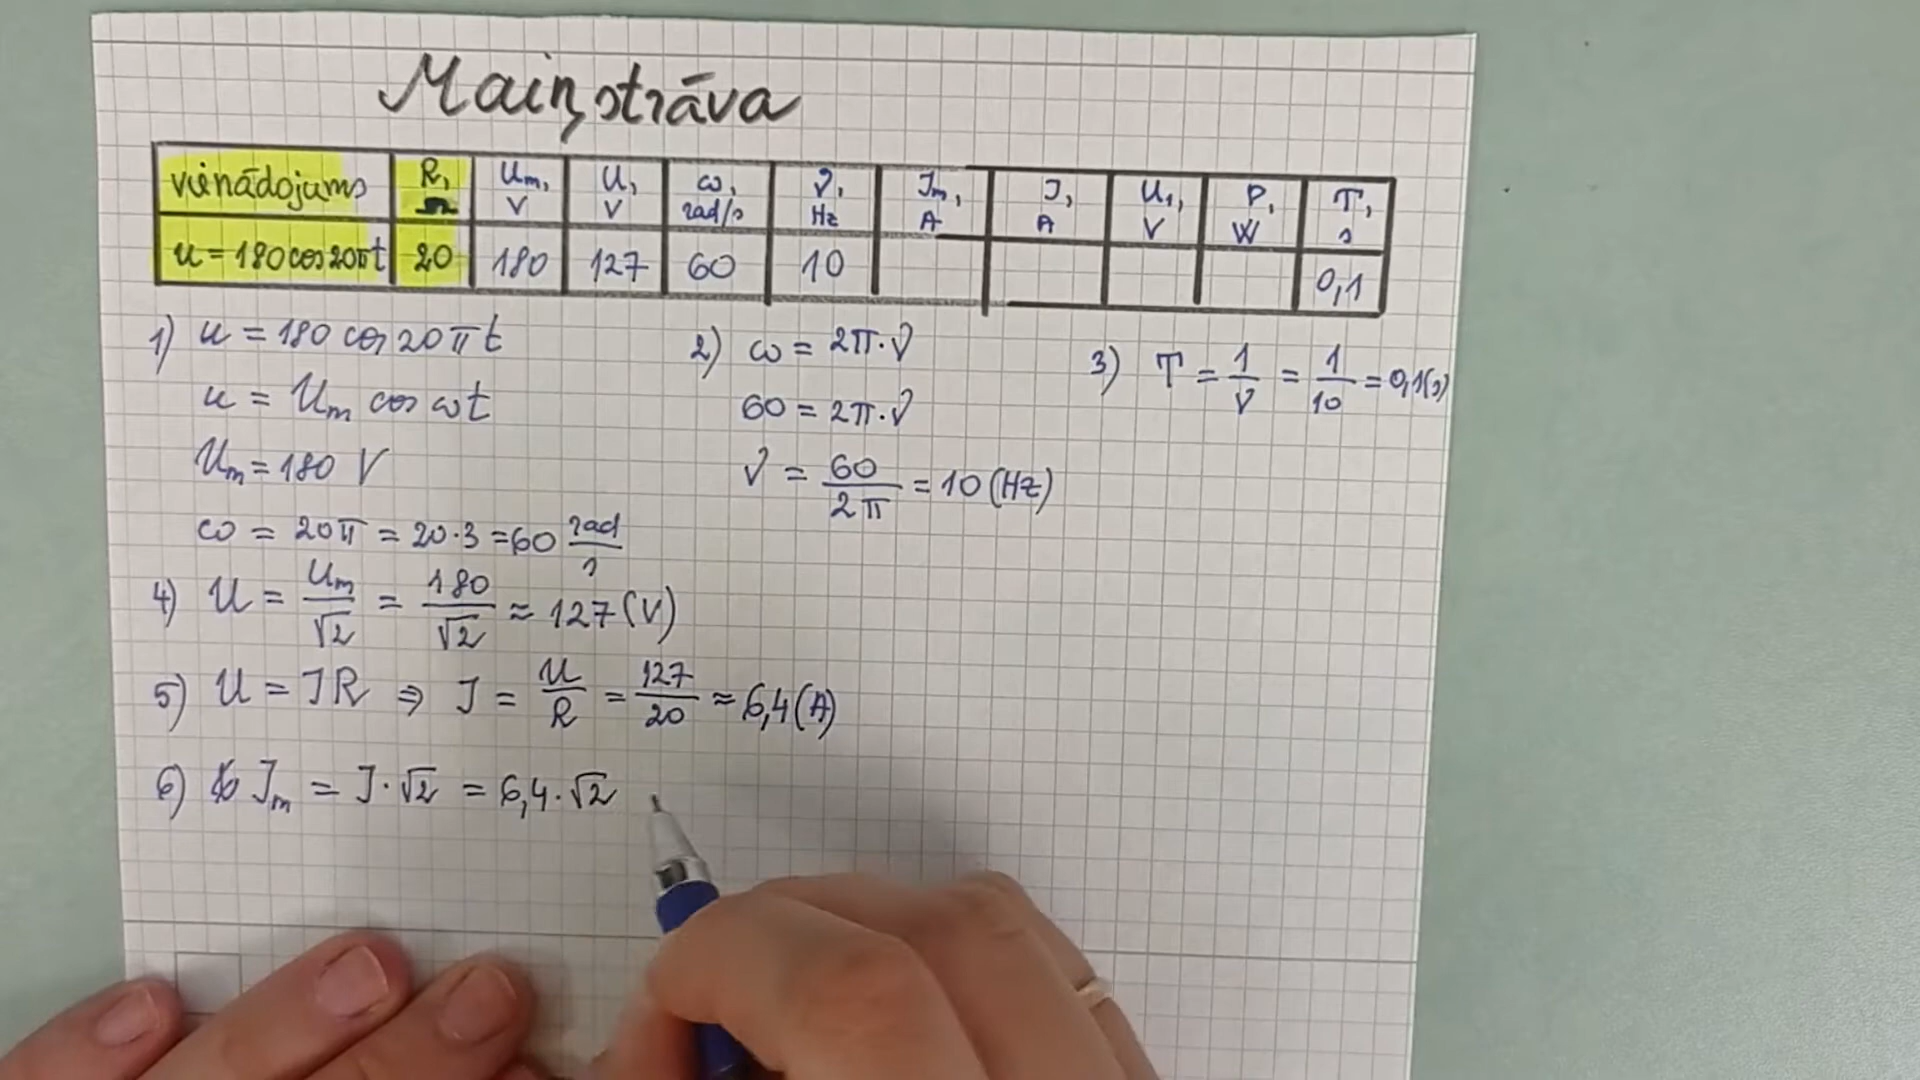 Maiņstrāva
vienādojums R, Ω Um, V U, V ω, rad/s ν, Hz Im, A I, A U1, V P, W T, s
u = 180cos20πt 20 180 127 60 10 0,1
1) u = 180 cos 20πt
u = Um cos ωt
Um = 180 V
ω = 20π = 20·3 = 60 rad/s
2) ω = 2π·ν
60 = 2π·ν
ν = 60/2π = 10 (Hz)
3) T = 1/ν = 1/10 = 0,1(s)
4) U = Um/√2 = 180/√2 ≈ 127 (V)
5) U = IR ⇒ I = U/R = 127/20 ≈ 6,4 (A)
6) Im = I·√2 = 6,4·√2